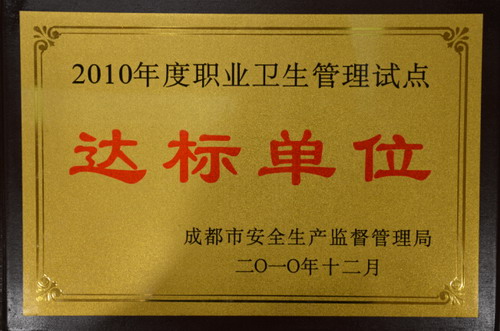 2010年度职业卫生管理试点
达标单位
成都市安全生产监督管理局
二〇一〇年十二月